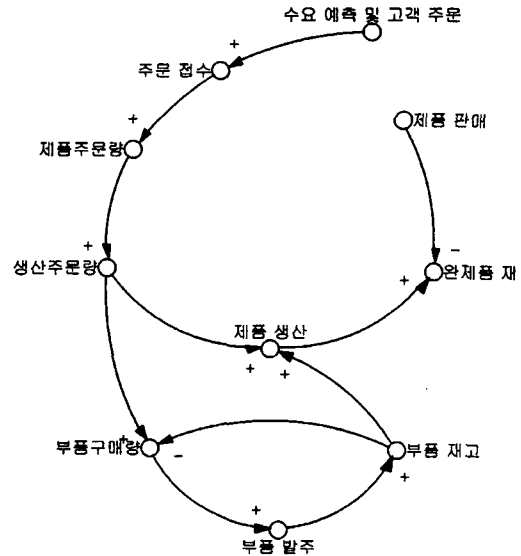 수요 예측 및 고객 주문
+
주문 접수
+
제품 판매
제품주문량
+
생산주문량
-
+
완제품 재
제품 생산
+
+
+
부품구매량
-
부품 재고
+
+
부품 발주